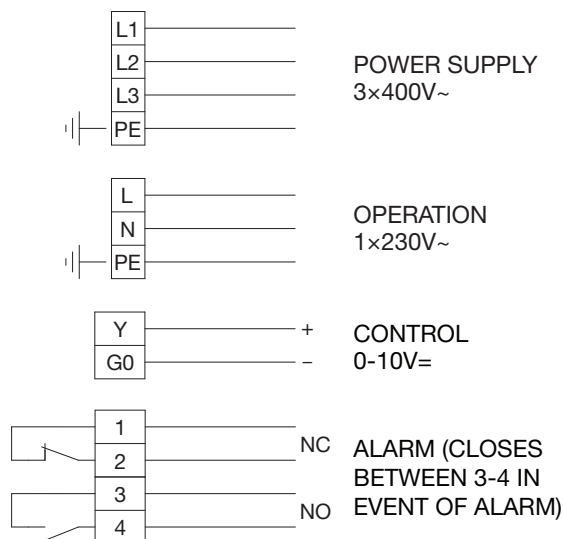 L1
L2
L3
PE
POWER SUPPLY
3×400V~
L
N
PE
OPERATION
1×230V~
Y
+
G0
−
CONTROL
0-10V=
1
2
NC
3
4
NO
ALARM (CLOSES
BETWEEN 3-4 IN
EVENT OF ALARM)